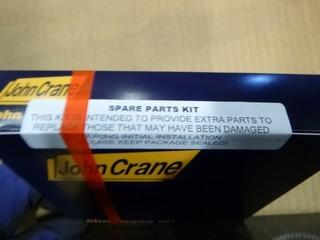 John Crane
SPARE PARTS KIT
THIS KIT IS INTENDED TO PROVIDE EXTRA PARTS TO
REPLACE THOSE THAT MAY HAVE BEEN DAMAGED
DURING INITIAL INSTALLATION
(PLEASE KEEP PACKAGE SEALED)
John Crane